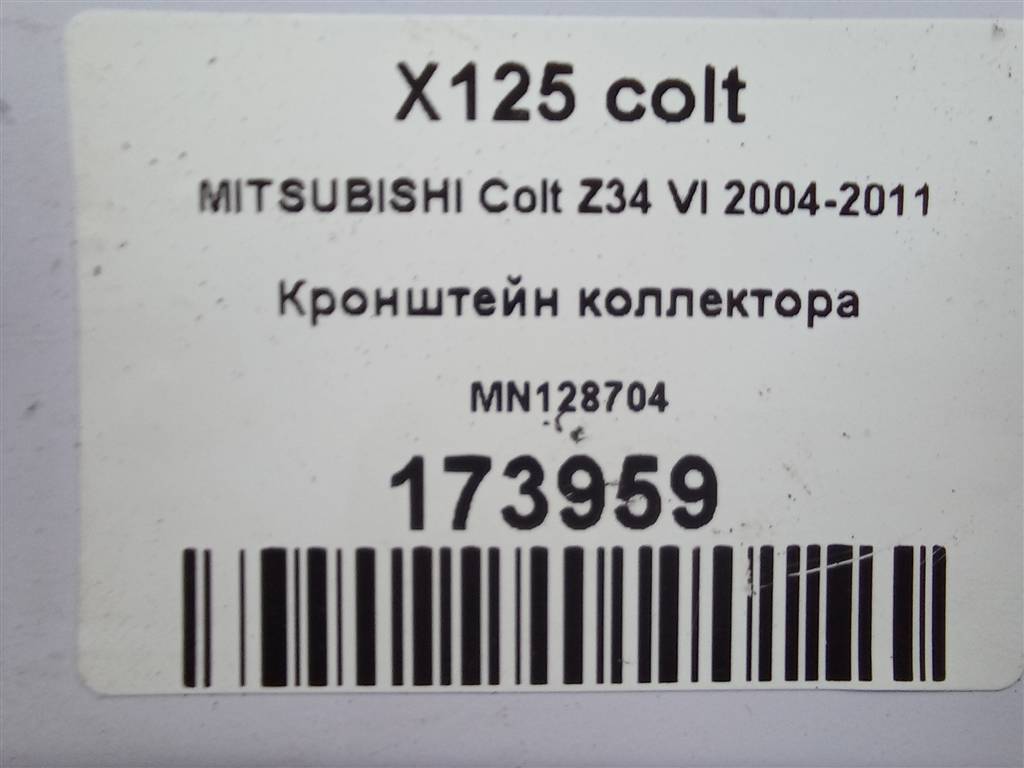 X125 colt
MITSUBISHI Colt Z34 VI 2004-2011
Кронштейн коллектора
MN128704
173959